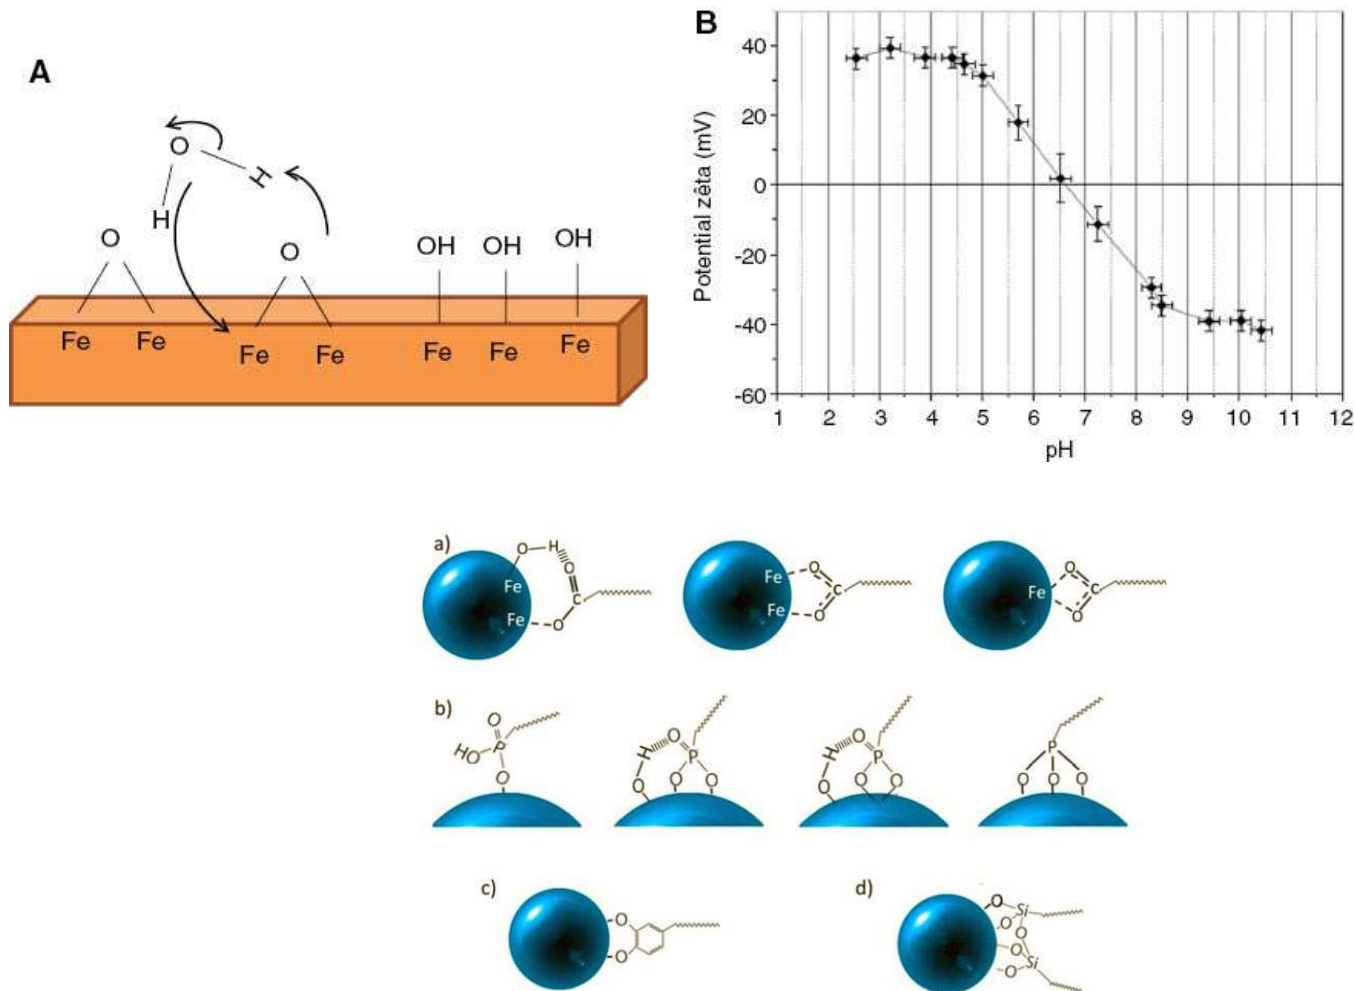 A
O
H
H
O
O
OH
OH
OH
Fe
Fe
Fe
Fe
Fe
Fe
Fe
B
Potential zêta (mV)
40
20
0
-20
-40
-60
1 2 3 4 5 6 7 8 9 10 11 12
pH
a)
O H
O
Fe
C
Fe
O
Fe
O
C
Fe
O
O
Fe
C
O
b)
O
HO
P
O
H
O
P
O
O
O
H
O
P
O
O
O
P
O
O
O
c)
O
O
d)
O
Si
O
O
O
Si
O